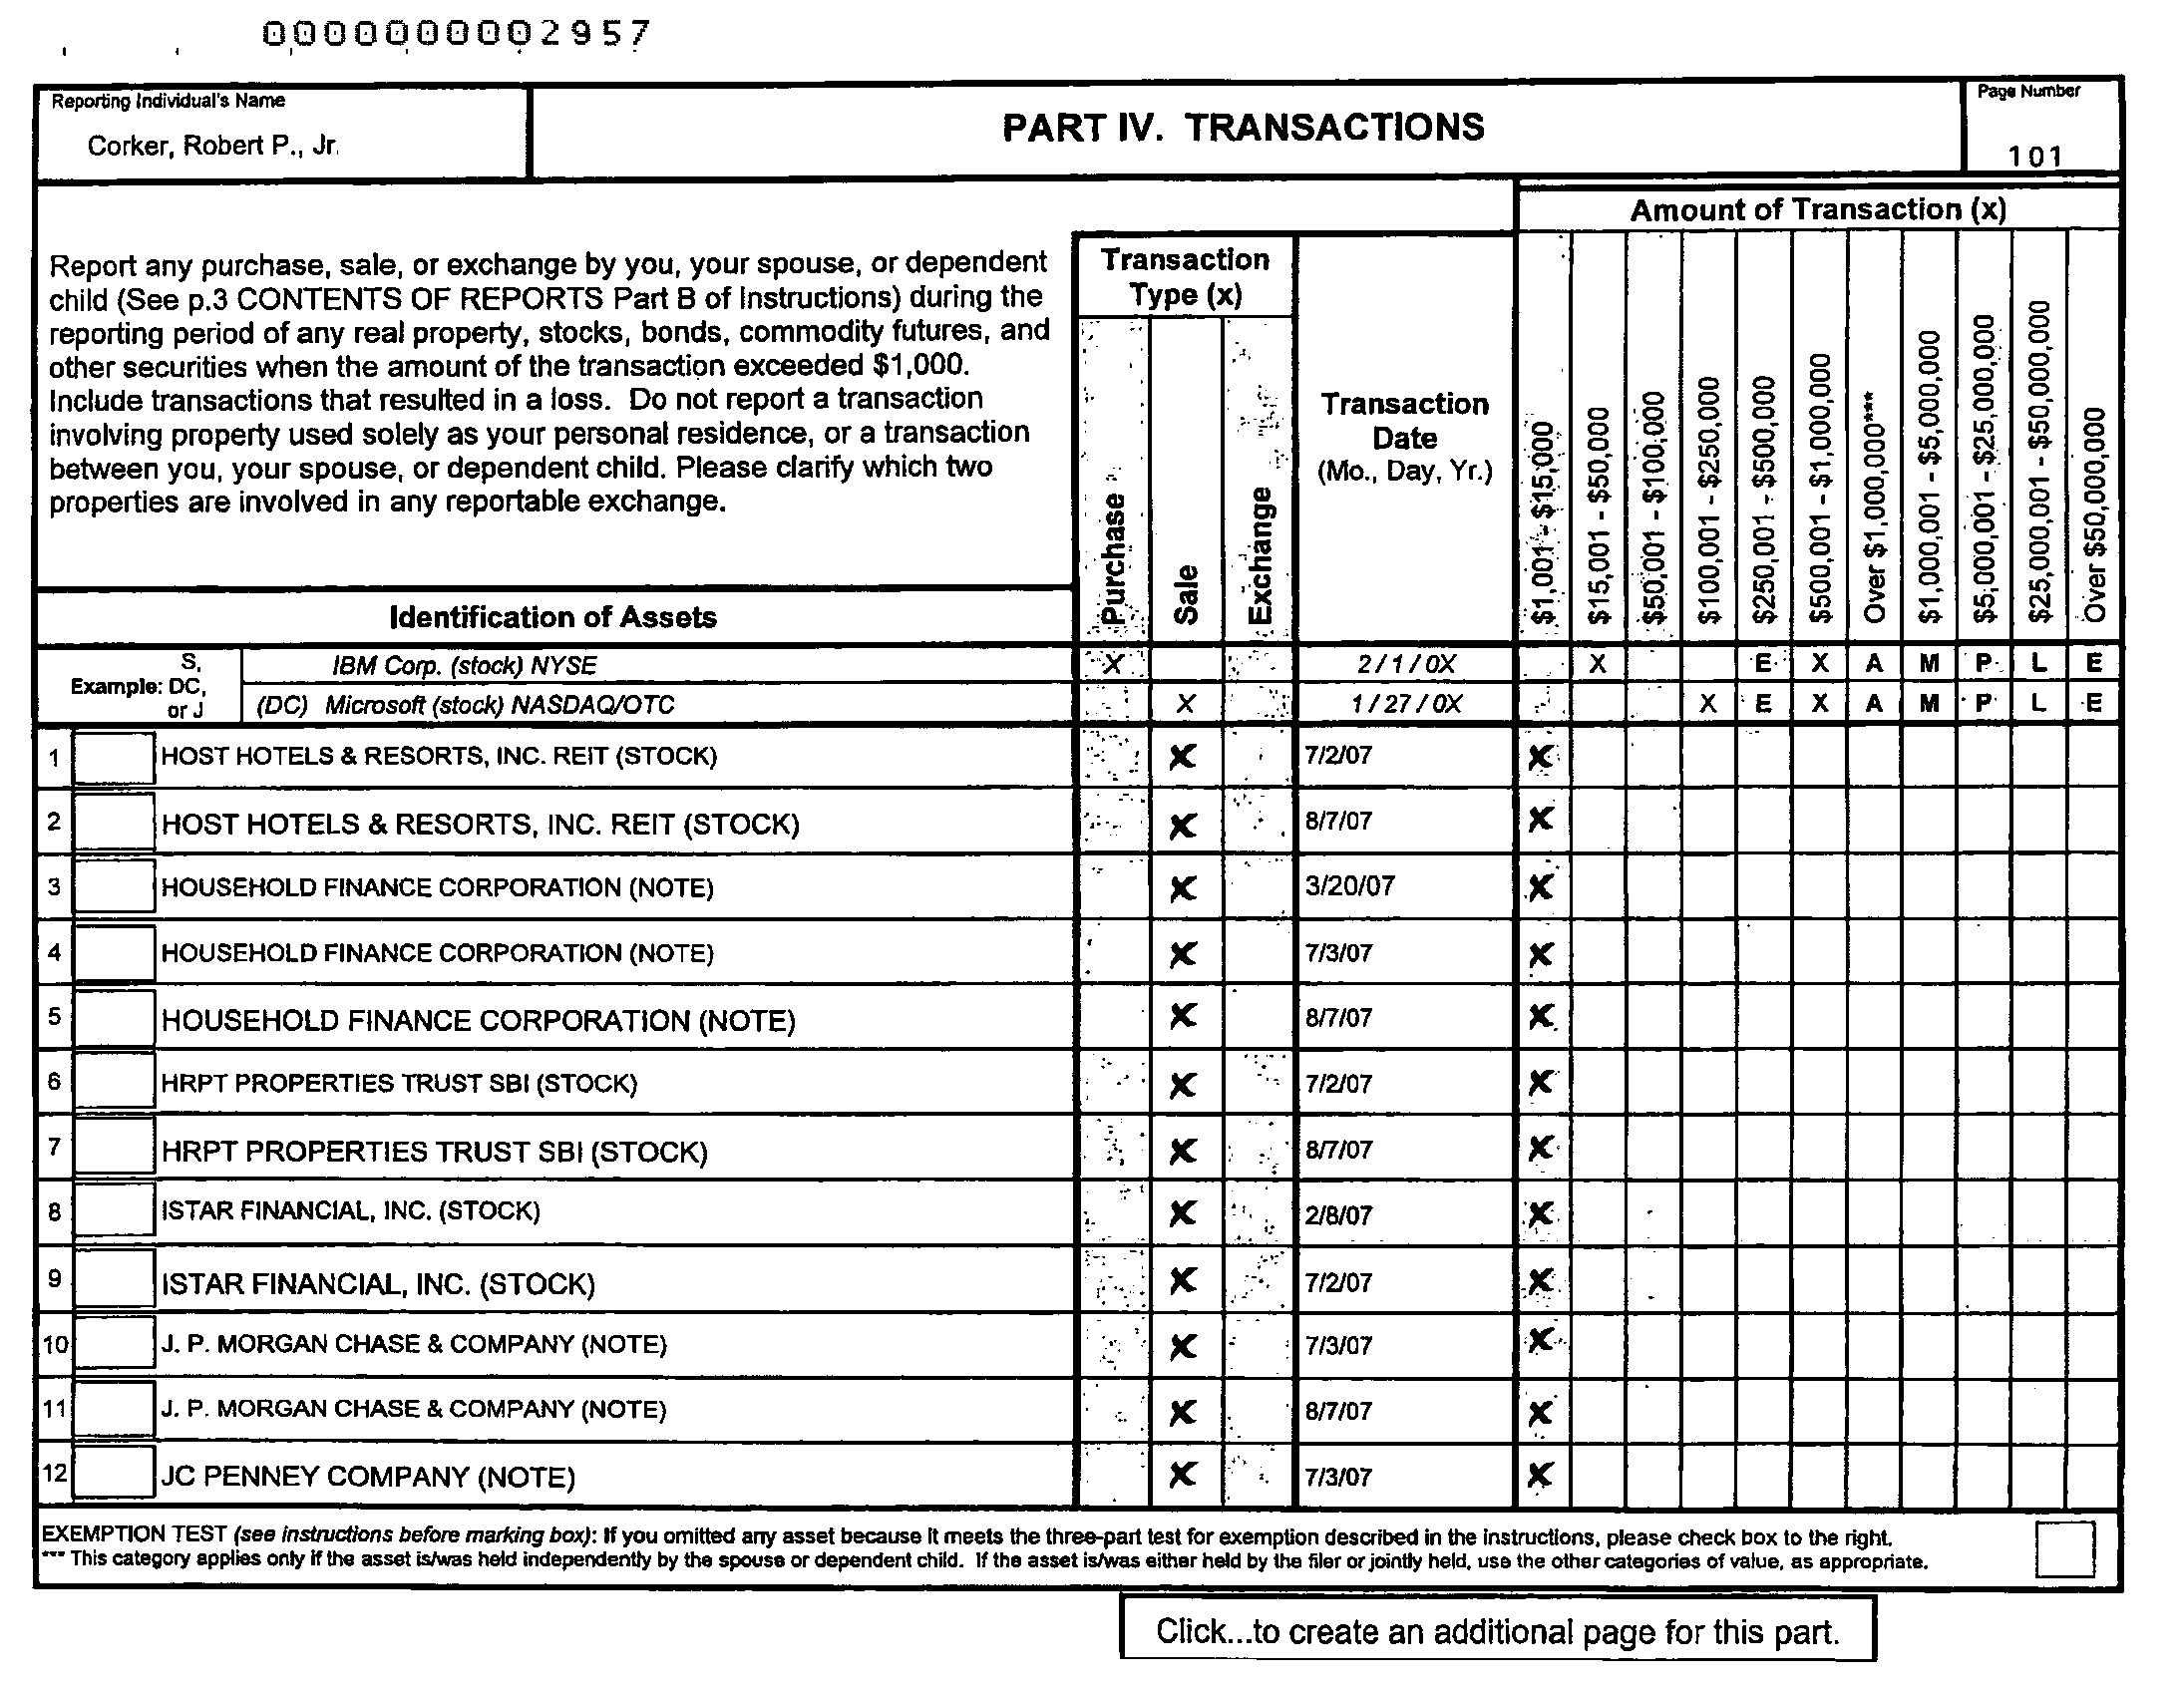 0000000002957
Reporting Individual's Name
Corker, Robert P., Jr.
PART IV. TRANSACTIONS
Page Number
101
Report any purchase, sale, or exchange by you, your spouse, or dependent
child (See p.3 CONTENTS OF REPORTS Part B of Instructions) during the
reporting period of any real property, stocks, bonds, commodity futures, and
other securities when the amount of the transaction exceeded $1,000.
Include transactions that resulted in a loss. Do not report a transaction
involving property used solely as your personal residence, or a transaction
between you, your spouse, or dependent child. Please clarify which two
properties are involved in any reportable exchange.
Identification of Assets
Transaction
Type (x)
Purchase
Sale
Exchange
Transaction
Date
(Mo., Day, Yr.)
Amount of Transaction (x)
$1,001 - $15,000
$15,001 - $50,000
$50,001 - $100,000
$100,001 - $250,000
$250,001 - $500,000
$500,001 - $1,000,000
Over $1,000,000***
$1,000,001 - $5,000,000
$5,000,001 - $25,000,000
$25,000,001 - $50,000,000
Over $50,000,000
Example: S, DC, or J
IBM Corp. (stock) NYSE X 2 / 1 / 0X X E X A M P L E
(DC) Microsoft (stock) NASDAQ/OTC X 1 / 27 / 0X X E X A M P L E
1 HOST HOTELS & RESORTS, INC. REIT (STOCK) X 7/2/07 X
2 HOST HOTELS & RESORTS, INC. REIT (STOCK) X 8/7/07 X
3 HOUSEHOLD FINANCE CORPORATION (NOTE) X 3/20/07 X
4 HOUSEHOLD FINANCE CORPORATION (NOTE) X 7/3/07 X
5 HOUSEHOLD FINANCE CORPORATION (NOTE) X 8/7/07 X
6 HRPT PROPERTIES TRUST SBI (STOCK) X 7/2/07 X
7 HRPT PROPERTIES TRUST SBI (STOCK) X 8/7/07 X
8 ISTAR FINANCIAL, INC. (STOCK) X 2/8/07 X
9 ISTAR FINANCIAL, INC. (STOCK) X 7/2/07 X
10 J. P. MORGAN CHASE & COMPANY (NOTE) X 7/3/07 X
11 J. P. MORGAN CHASE & COMPANY (NOTE) X 8/7/07 X
12 JC PENNEY COMPANY (NOTE) X 7/3/07 X
EXEMPTION TEST (see instructions before marking box): If you omitted any asset because it meets the three-part test for exemption described in the instructions, please check box to the right.
*** This category applies only if the asset is/was held independently by the spouse or dependent child. If the asset is/was either held by the filer or jointly held, use the other categories of value, as appropriate.
Click...to create an additional page for this part.